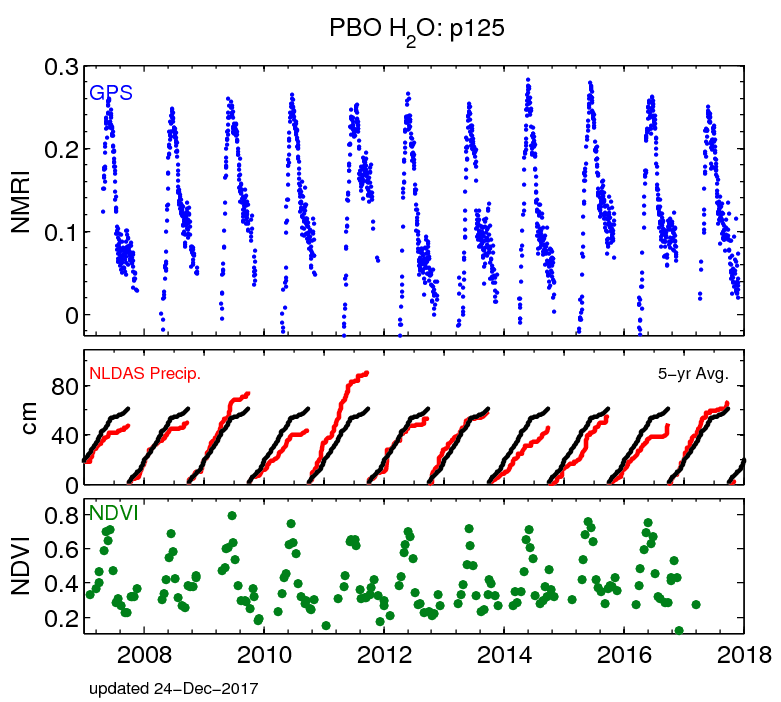 PBO H2O: p125
0.3
GPS
0.2
NMRI
0.1
0
NLDAS Precip. 5−yr Avg.
80
cm
40
0
NDVI
0.8
0.6
NDVI
0.4
0.2
2008 2010 2012 2014 2016 2018
updated 24−Dec−2017